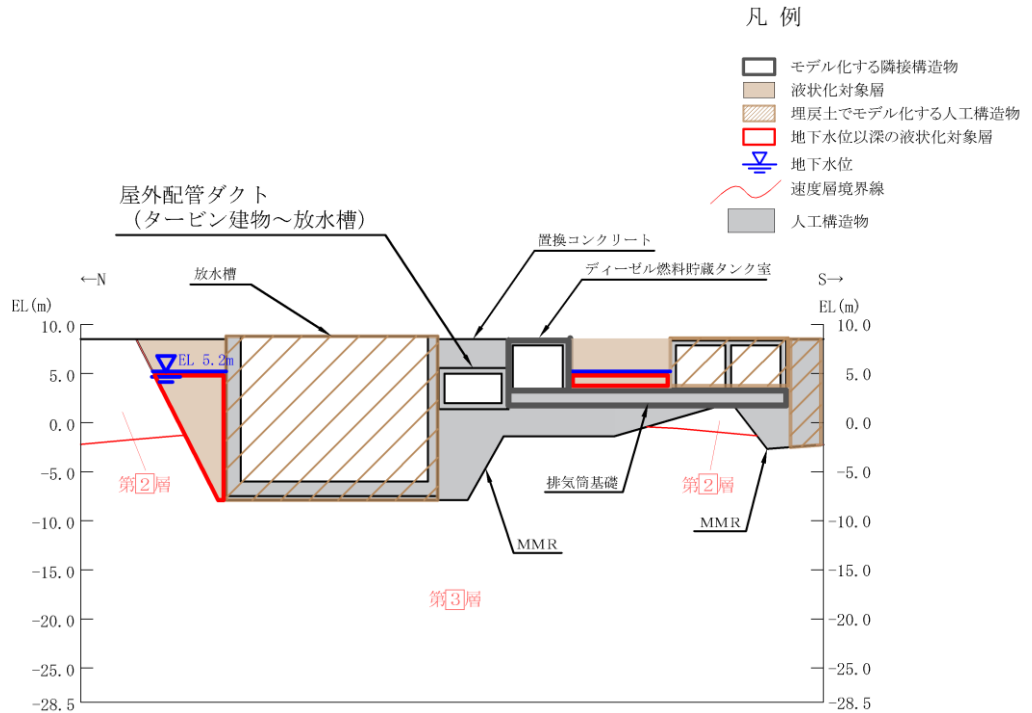 凡 例
モデル化する隣接構造物
液状化対象層
埋戻土でモデル化する人工構造物
地下水位以深の液状化対象層
地下水位
速度層境界線
人工構造物
屋外配管ダクト
（タービン建物～放水槽）
置換コンクリート
ディーゼル燃料貯蔵タンク室
放水槽
←N
S→
EL(m)
EL(m)
10.0
10.0
EL 5.2m
5.0
5.0
0.0
0.0
-5.0
-5.0
第2層
排気筒基礎
第2層
-10.0
-10.0
MMR
MMR
-15.0
-15.0
第3層
-20.0
-20.0
-25.0
-25.0
-28.5
-28.5